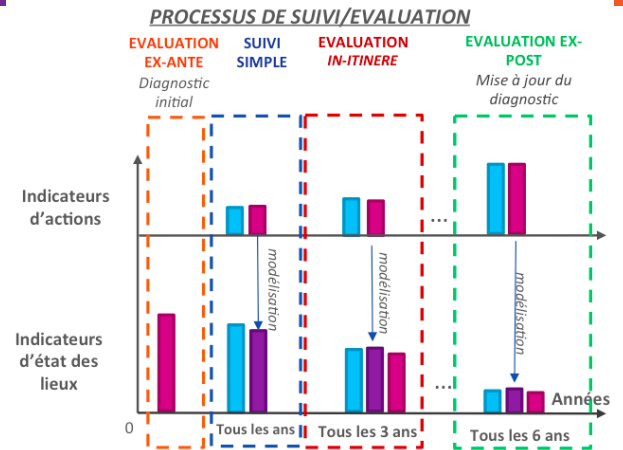 PROCESSUS DE SUIVI/EVALUATION
EVALUATION
EX-ANTE
Diagnostic
initial
SUIVI
SIMPLE
EVALUATION
IN-ITINERE
EVALUATION EX-
POST
Mise à jour du
diagnostic
Indicateurs
d'actions
...
modélisation
modélisation
modélisation
Indicateurs
d'état des
lieux
...
Années
0
Tous les ans
Tous les 3 ans
Tous les 6 ans